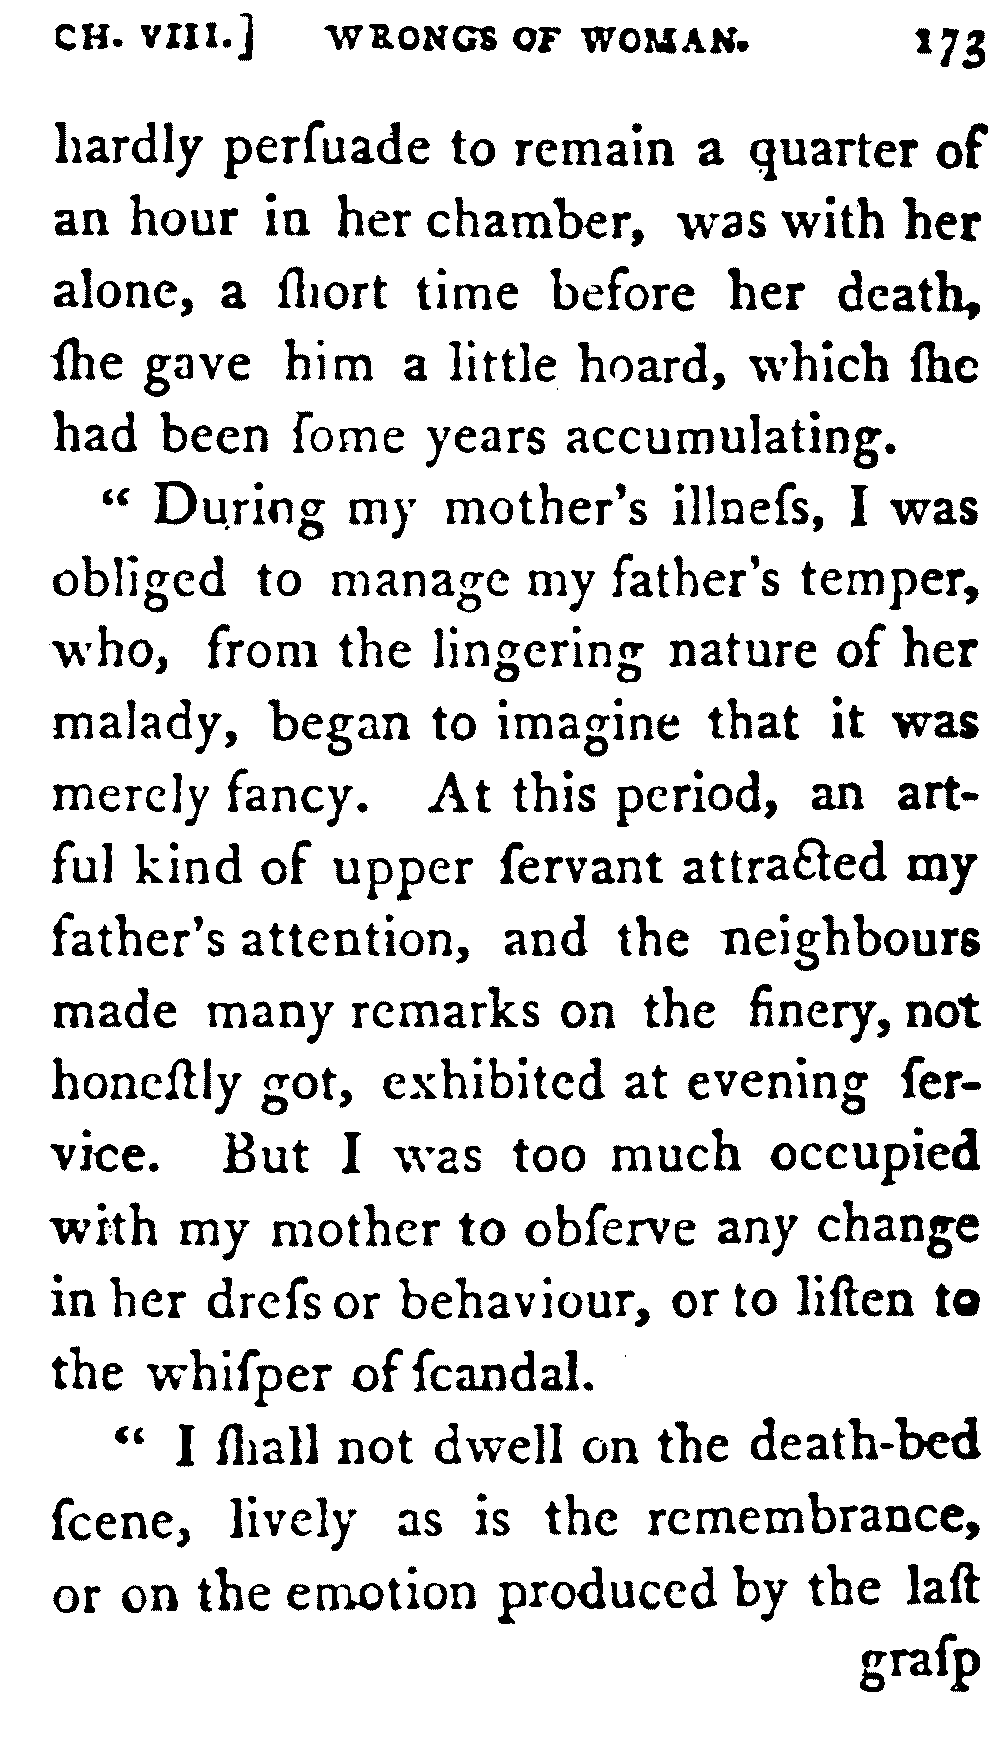 CH. VIII.] WRONGS OF WOMAN. 173
hardly perſuade to remain a quarter of
an hour in her chamber, was with her
alone, a ſhort time before her death,
ſhe gave him a little hoard, which ſhe
had been ſome years accumulating.
“ During my mother's illneſs, I was
obliged to manage my father's temper,
who, from the lingering nature of her
malady, began to imagine that it was
merely fancy. At this period, an art-
ful kind of upper ſervant attracted my
father's attention, and the neighbours
made many remarks on the finery, not
honeſtly got, exhibited at evening ſer-
vice. But I was too much occupied
with my mother to obſerve any change
in her dreſs or behaviour, or to liſten to
the whiſper of ſcandal.
“ I ſhall not dwell on the death-bed
ſcene, lively as is the remembrance,
or on the emotion produced by the laſt
graſp